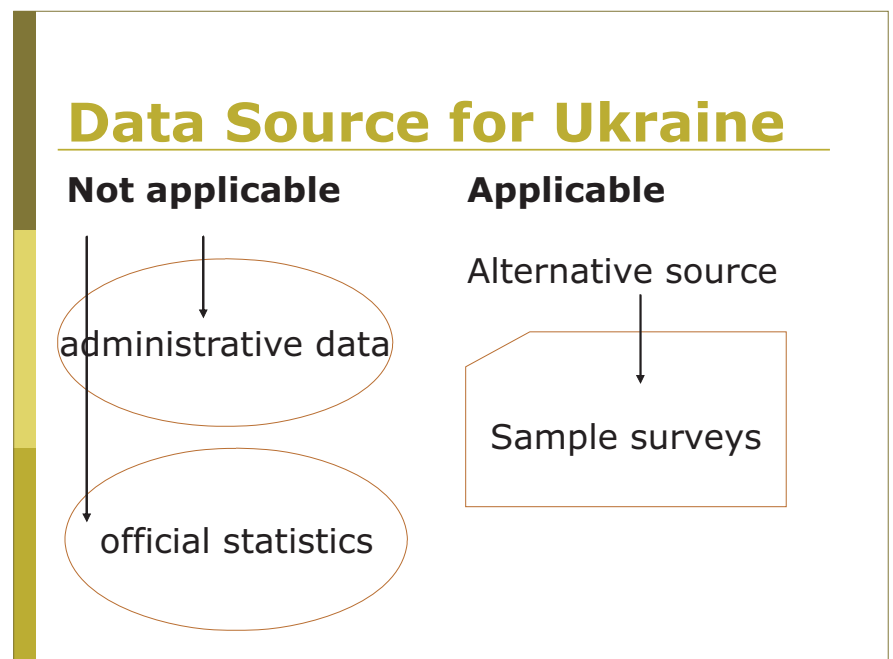 Data Source for Ukraine
Not applicable
administrative data
official statistics
Applicable
Alternative source
Sample surveys